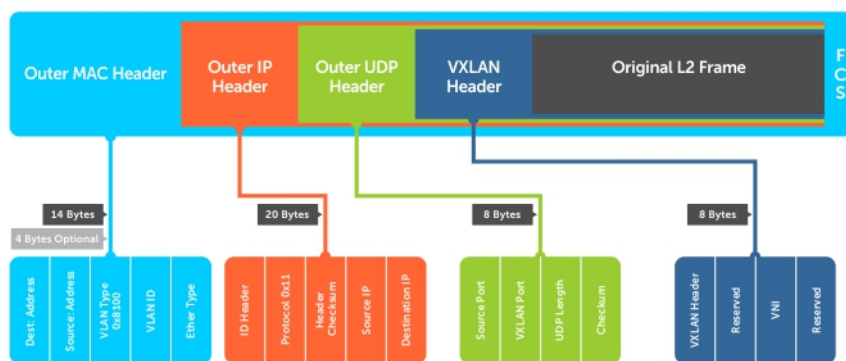 Outer MAC Header
Outer IP
Header
Outer UDP
Header
VXLAN
Header
Original L2 Frame
F
C
S
14 Bytes
4 Bytes Optional
20 Bytes
8 Bytes
8 Bytes
Dest: Address
Source: Address
VLAN Type
0x8100
VLAN ID
Ether Type
ID Header
Protocol 0x11
Header
Checksum
Source IP
Destination IP
Source Port
VXLAN Port
UDP Length
Checkum
VXLAN Header
Reserved
VNI
Reserved